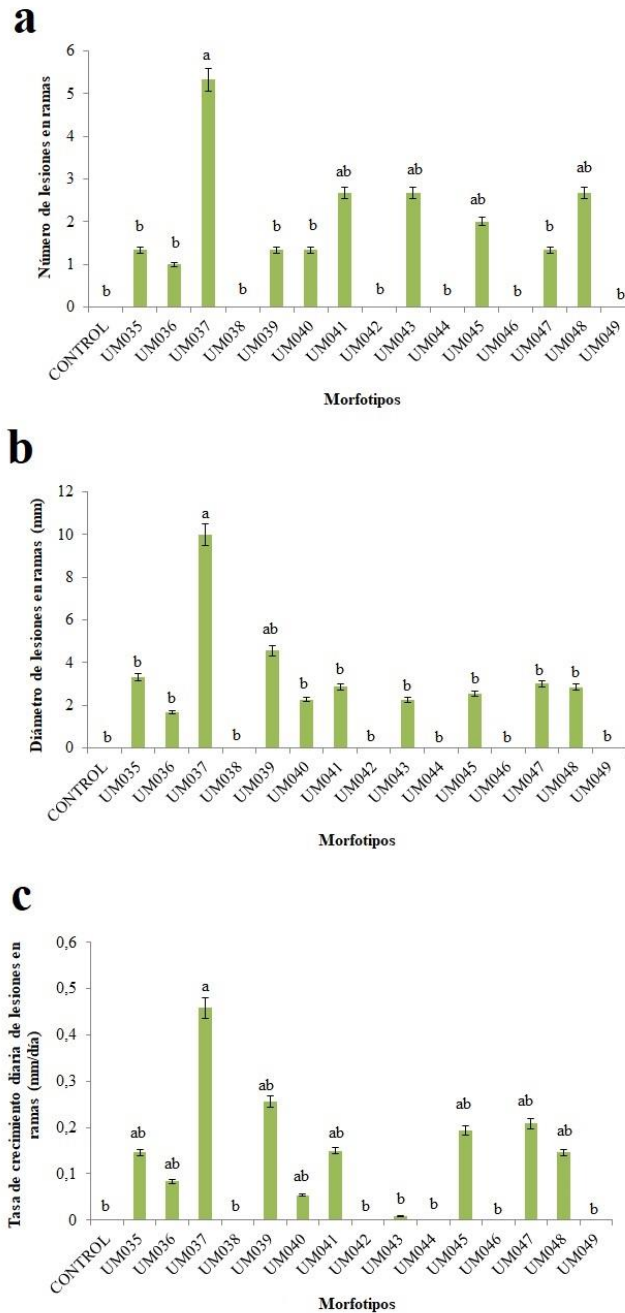 a
Número de lesiones en ramas
6
5
4
3
2
1
0
b b b a b b b ab b ab b ab b b ab b
CONTROL UM035 UM036 UM037 UM038 UM039 UM040 UM041 UM042 UM043 UM044 UM045 UM046 UM047 UM048 UM049
Morfotipos
b
Diámetro de lesiones en ramas (mm)
12
10
8
6
4
2
0
b b b a b ab b b b b b b b b b b
CONTROL UM035 UM036 UM037 UM038 UM039 UM040 UM041 UM042 UM043 UM044 UM045 UM046 UM047 UM048 UM049
Morfotipos
c
Tasa de crecimiento diaria de lesiones en
ramas (mm/día)
0,6
0,5
0,4
0,3
0,2
0,1
0
b ab ab a b ab ab ab b b b ab b ab ab b
CONTROL UM035 UM036 UM037 UM038 UM039 UM040 UM041 UM042 UM043 UM044 UM045 UM046 UM047 UM048 UM049
Morfotipos